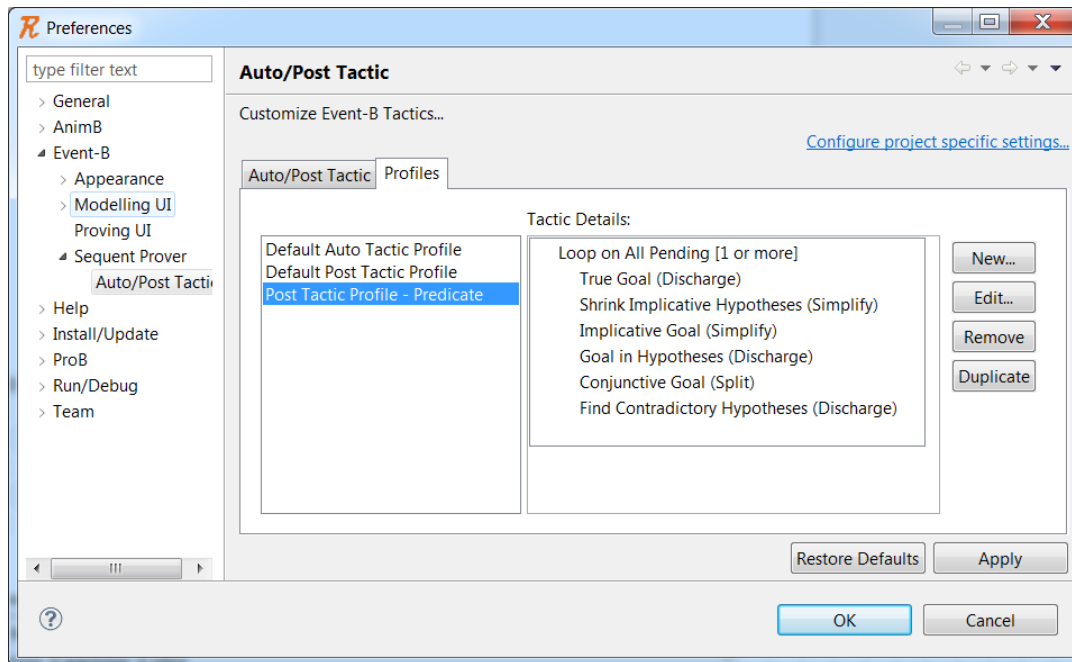 Preferences
type filter text
General
AnimB
Event-B
Appearance
Modelling UI
Proving UI
Sequent Prover
Auto/Post Tacti
Help
Install/Update
ProB
Run/Debug
Team
Auto/Post Tactic
Customize Event-B Tactics...
Configure project specific settings...
Auto/Post Tactic Profiles
Default Auto Tactic Profile
Default Post Tactic Profile
Post Tactic Profile - Predicate
Tactic Details:
Loop on All Pending [1 or more]
True Goal (Discharge)
Shrink Implicative Hypotheses (Simplify)
Implicative Goal (Simplify)
Goal in Hypotheses (Discharge)
Conjunctive Goal (Split)
Find Contradictory Hypotheses (Discharge)
New...
Edit...
Remove
Duplicate
Restore Defaults Apply
OK Cancel